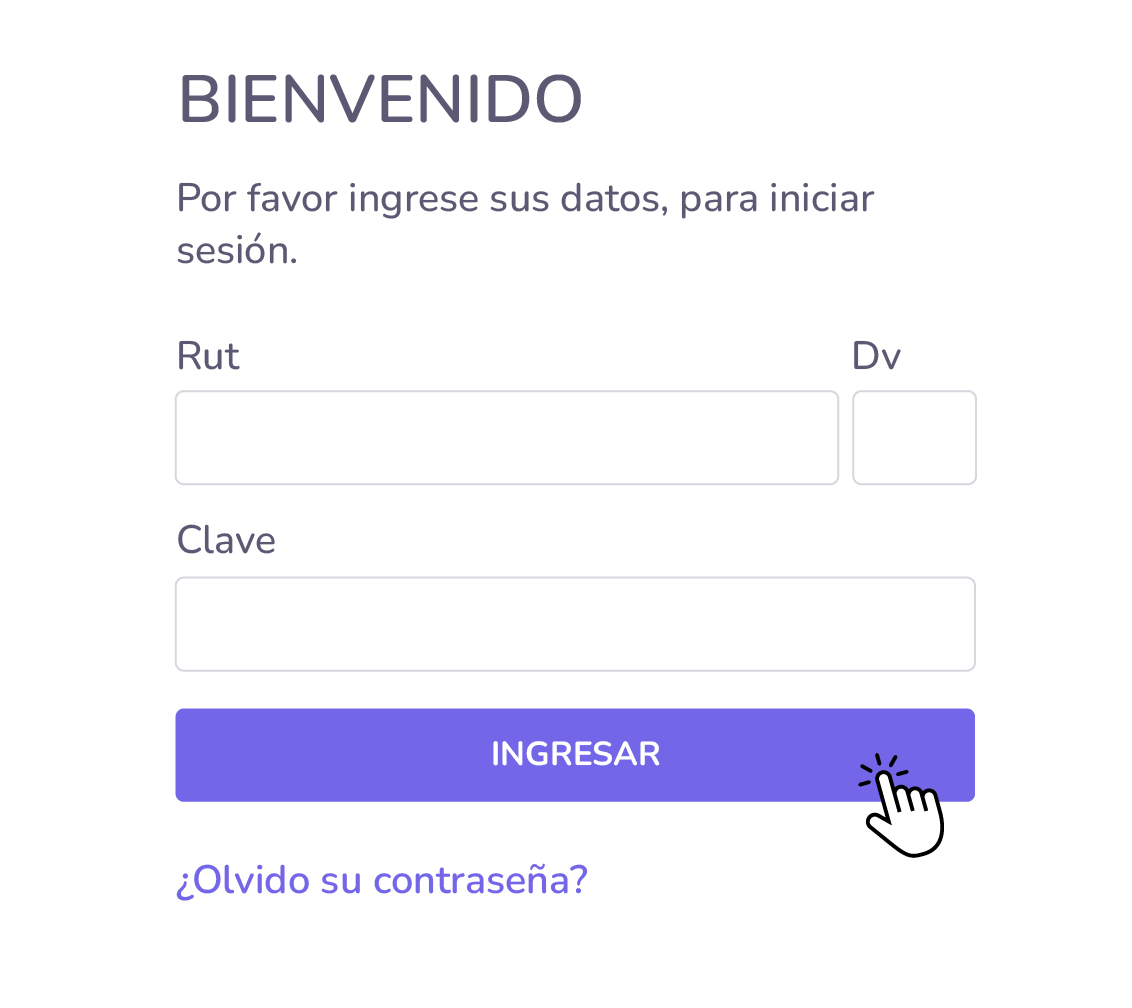 BIENVENIDO
Por favor ingrese sus datos, para iniciar
sesión.
Rut Dv
Clave
INGRESAR
¿Olvido su contraseña?